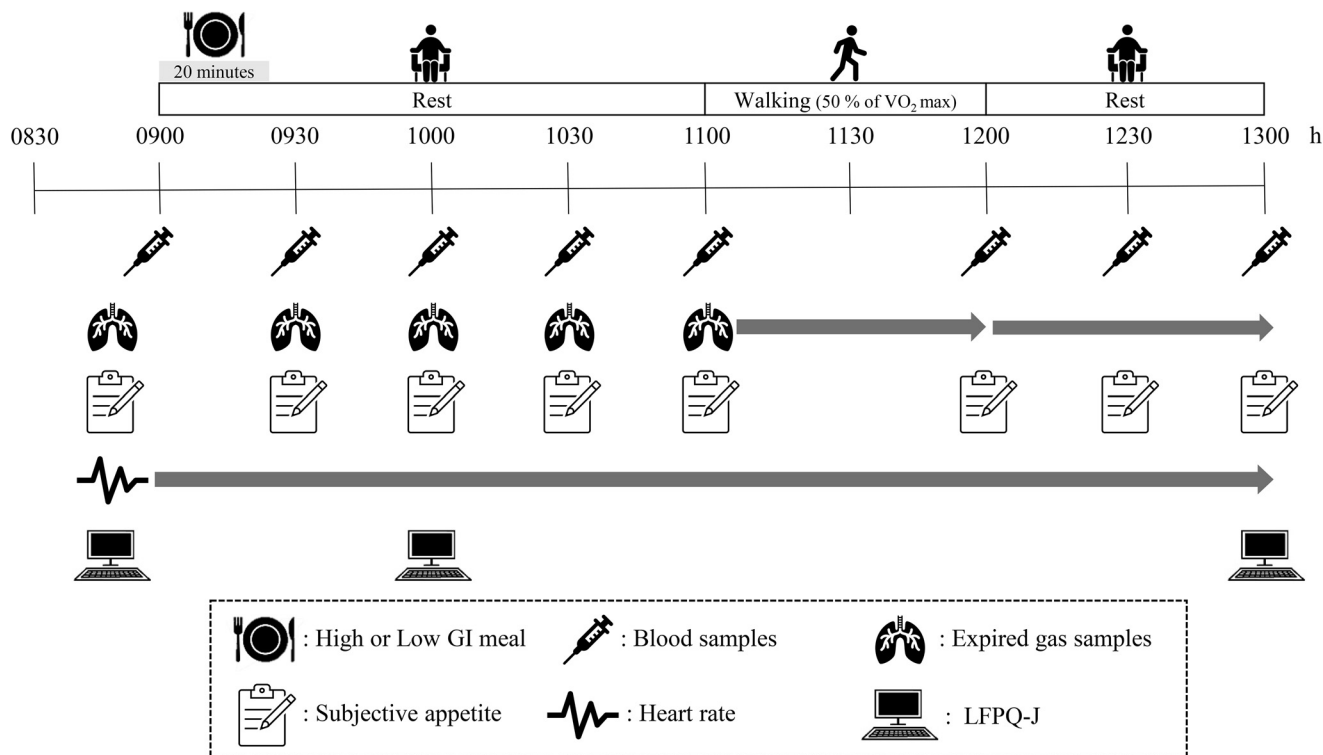 20 minutes
Rest
Walking (50 % of VO₂ max)
Rest
0830 0900 0930 1000 1030 1100 1130 1200 1230 1300 h
: High or Low GI meal
: Blood samples
: Expired gas samples
: Subjective appetite
: Heart rate
: LFPQ-J